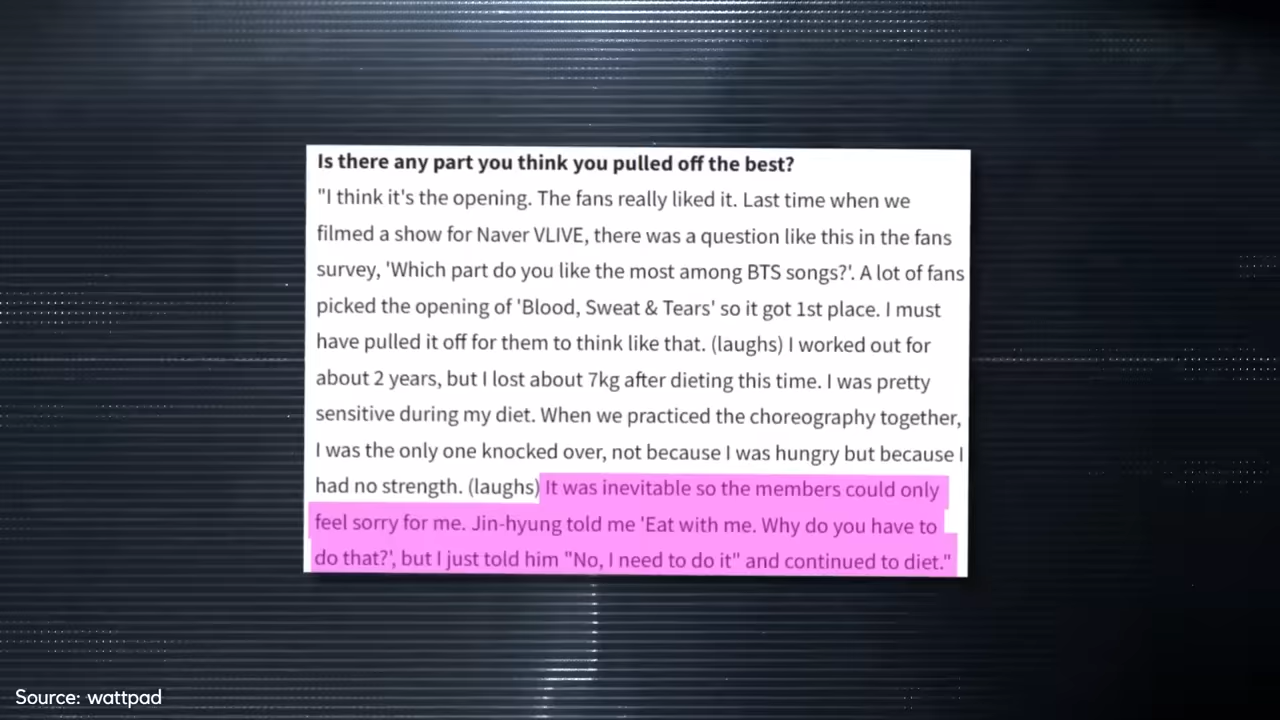 Is there any part you think you pulled off the best?
"I think it's the opening. The fans really liked it. Last time when we
filmed a show for Naver VLIVE, there was a question like this in the fans
survey, 'Which part do you like the most among BTS songs?'. A lot of fans
picked the opening of 'Blood, Sweat & Tears' so it got 1st place. I must
have pulled it off for them to think like that. (laughs) I worked out for
about 2 years, but I lost about 7kg after dieting this time. I was pretty
sensitive during my diet. When we practiced the choreography together,
I was the only one knocked over, not because I was hungry but because I
had no strength. (laughs) It was inevitable so the members could only
feel sorry for me. Jin-hyung told me 'Eat with me. Why do you have to
do that?', but I just told him "No, I need to do it" and continued to diet."
Source: wattpad